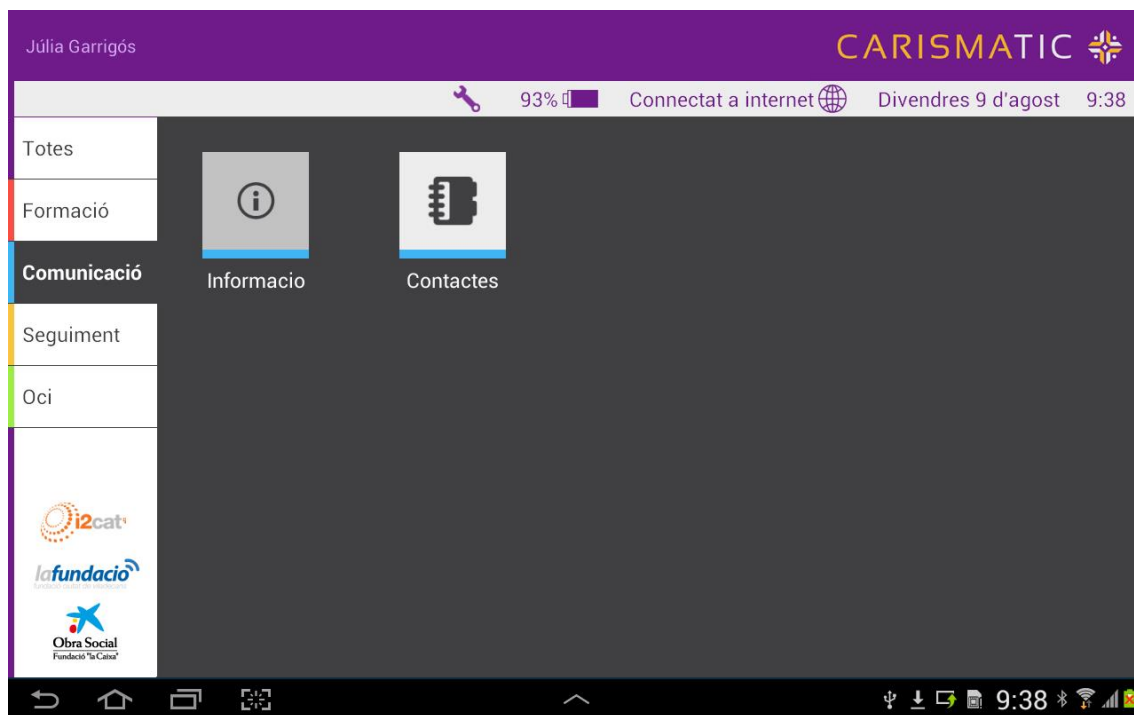 Júlia Garrigós
CARISMATIC
93%
Connectat a internet
Divendres 9 d'agost
9:38
Totes
Formació
Comunicació
Seguiment
Oci
Informacio
Contactes
i2cat
lafundacio
Obra Social
Fundació "la Caixa"
9:38